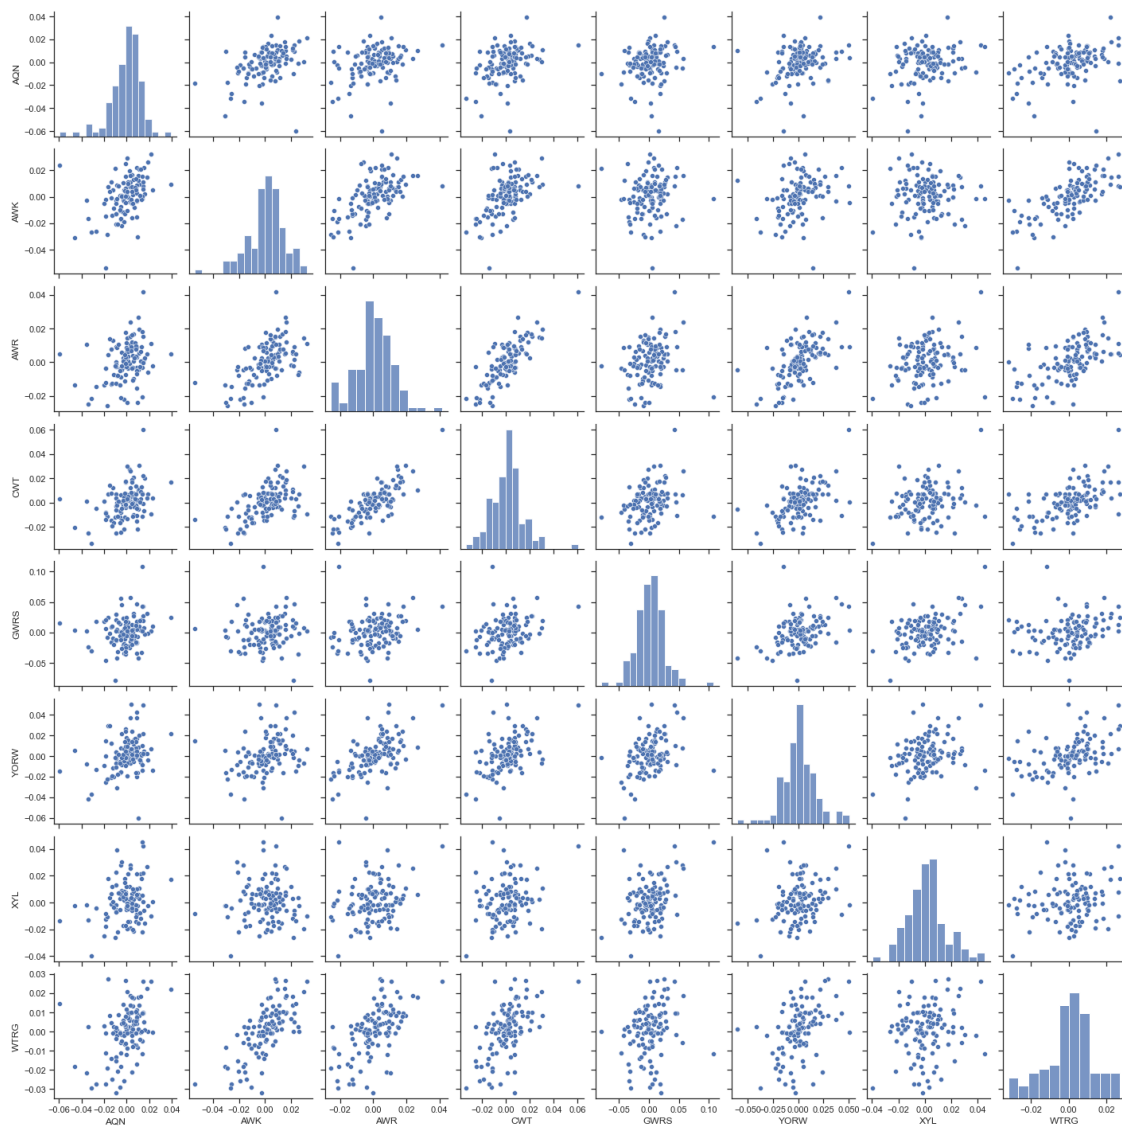 0.04
0.02
0.00
−0.02
−0.04
−0.06
AQN
0.02
0.00
−0.02
−0.04
AWK
0.04
0.02
0.00
−0.02
AWR
0.06
0.04
0.02
0.00
−0.02
CWT
0.10
0.05
0.00
−0.05
GWRS
0.04
0.02
0.00
−0.02
−0.04
−0.06
YORW
0.04
0.02
0.00
−0.02
−0.04
XYL
0.03
0.02
0.01
0.00
−0.01
−0.02
−0.03
WTRG
−0.06 −0.04 −0.02 0.00 0.02 0.04
AQN
−0.04 −0.02 0.00 0.02
AWK
−0.02 0.00 0.02 0.04
AWR
−0.02 0.00 0.02 0.04 0.06
CWT
−0.05 0.00 0.05 0.10
GWRS
−0.050 −0.025 0.000 0.025 0.050
YORW
−0.04 −0.02 0.00 0.02 0.04
XYL
−0.02 0.00 0.02
WTRG